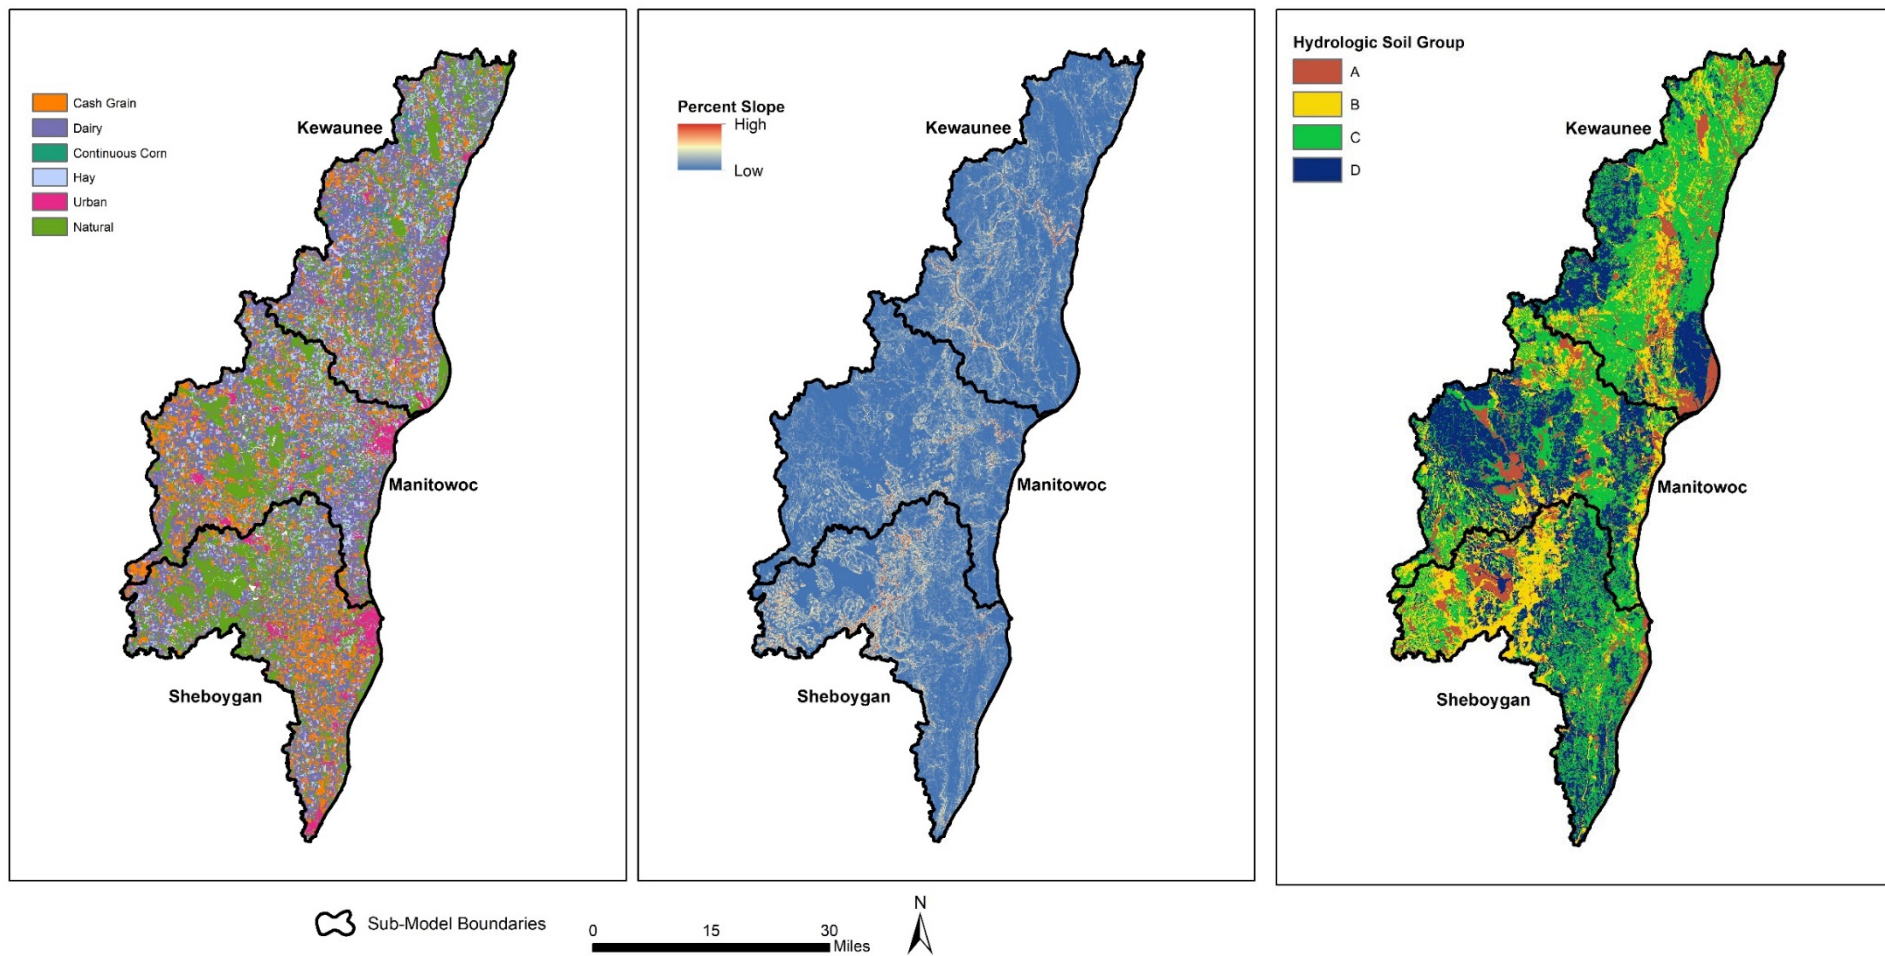 Cash Grain
Dairy
Continuous Corn
Hay
Urban
Natural
Kewaunee
Manitowoc
Sheboygan
Percent Slope
High
Low
Kewaunee
Manitowoc
Sheboygan
Hydrologic Soil Group
A
B
C
D
Kewaunee
Manitowoc
Sheboygan
Sub-Model Boundaries
0 15 30
Miles
N